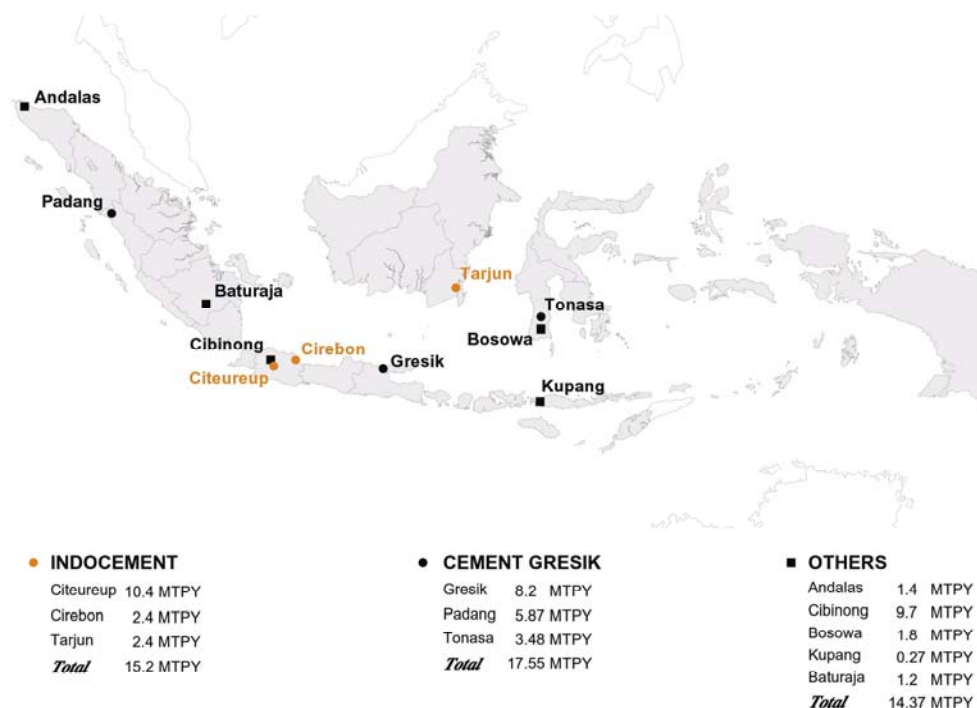 Andalas
Padang
Tarjun
Baturaja
Tonasa
Bosowa
Cibinong
Cirebon
Gresik
Citeureup
Kupang
INDOCEMENT
Citeureup 10.4 MTPY
Cirebon 2.4 MTPY
Tarjun 2.4 MTPY
Total 15.2 MTPY
CEMENT GRESIK
Gresik 8.2 MTPY
Padang 5.87 MTPY
Tonasa 3.48 MTPY
Total 17.55 MTPY
OTHERS
Andalas 1.4 MTPY
Cibinong 9.7 MTPY
Bosowa 1.8 MTPY
Kupang 0.27 MTPY
Baturaja 1.2 MTPY
Total 14.37 MTPY